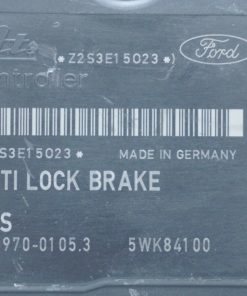 *Z2S3E15023*) Ford
ntroller
S3E15023* MADE IN GERMANY
TI LOCK BRAKE
S
970-0105.3 5WK84100